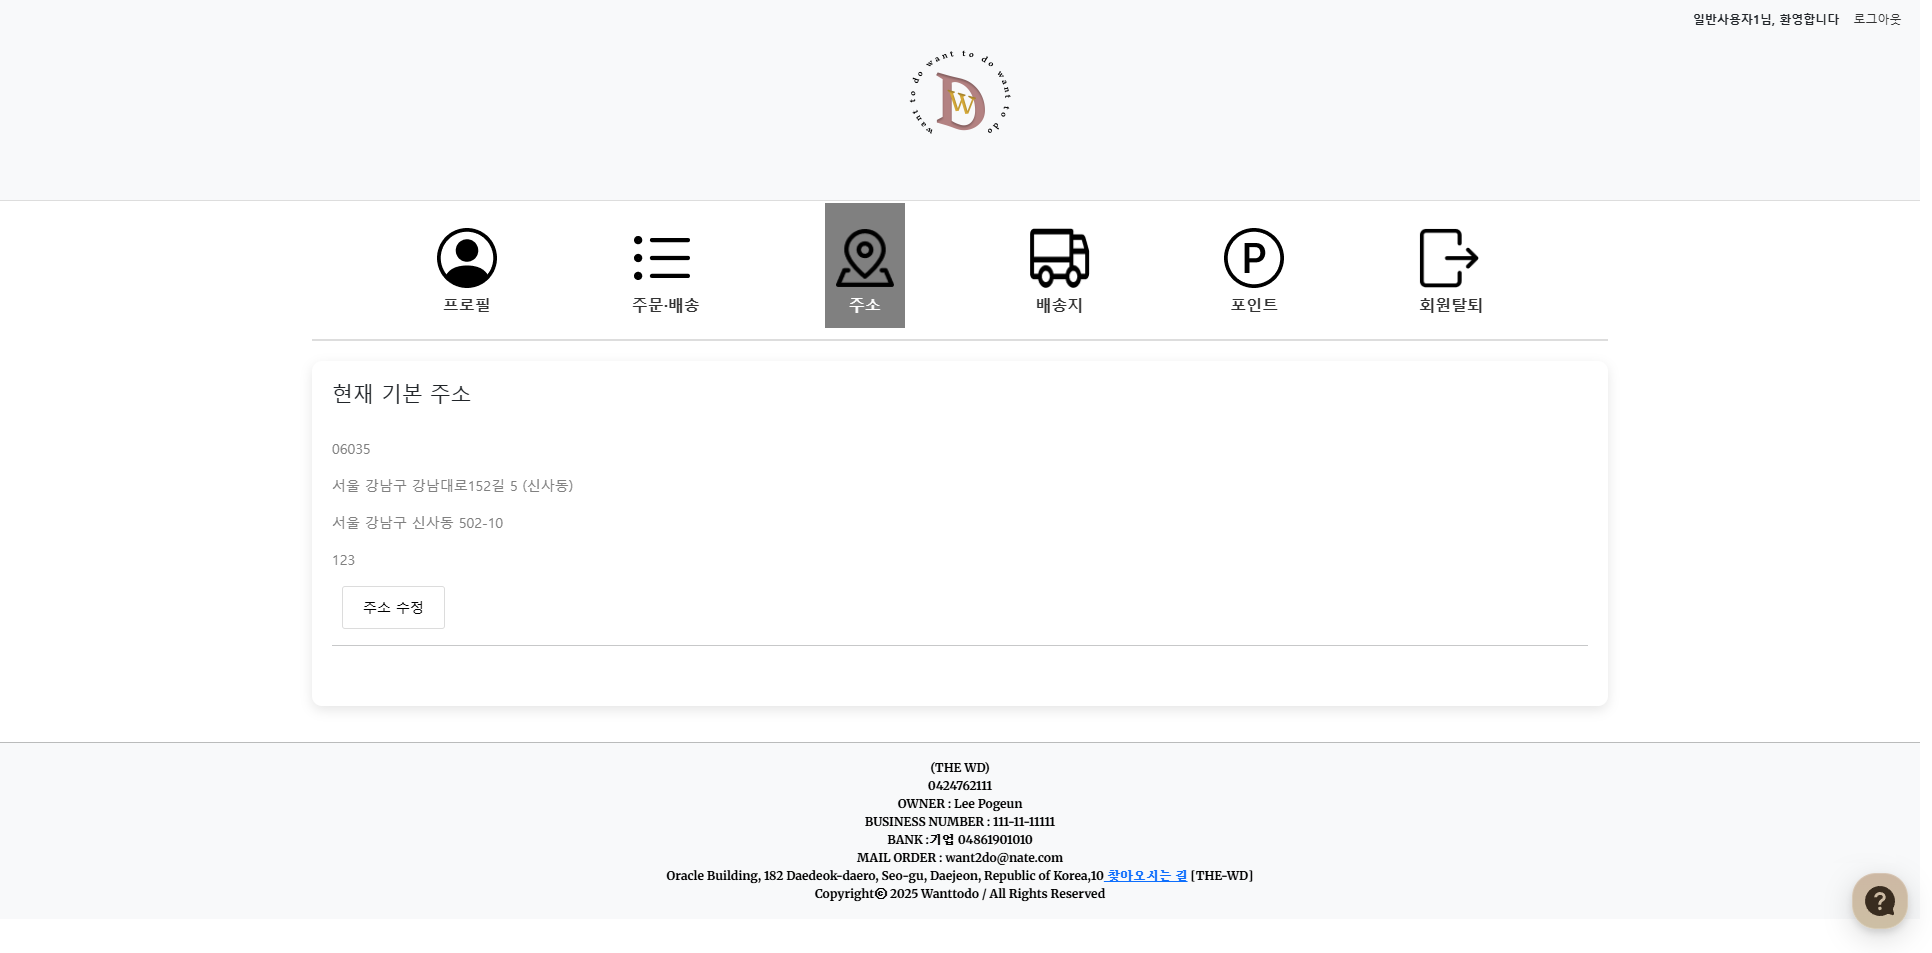 일반사용자1님, 환영합니다 로그아웃
want to do want to do want to do
D
W
프로필
주문·배송
주소
배송지
P
포인트
회원탈퇴
현재 기본 주소
06035
서울 강남구 강남대로152길 5 (신사동)
서울 강남구 신사동 502-10
123
주소 수정
(THE WD)
0424762111
OWNER : Lee Pogeun
BUSINESS NUMBER : 111-11-11111
BANK :기업 04861901010
MAIL ORDER : want2do@nate.com
Oracle Building, 182 Daedeok-daero, Seo-gu, Daejeon, Republic of Korea,10 찾아오시는 길 [THE-WD]
Copyrightⓒ 2025 Wanttodo / All Rights Reserved
?